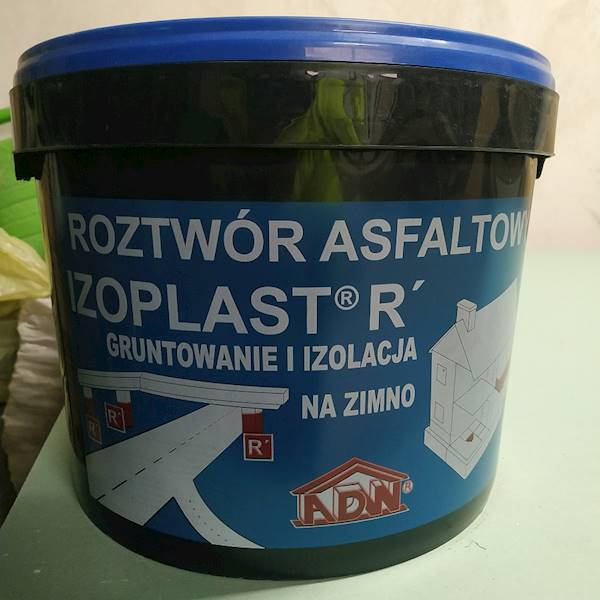 ROZTWÓR ASFALTOWY
IZOPLAST® R´
GRUNTOWANIE I IZOLACJA
NA ZIMNO
R´
R´
R´
ADW®